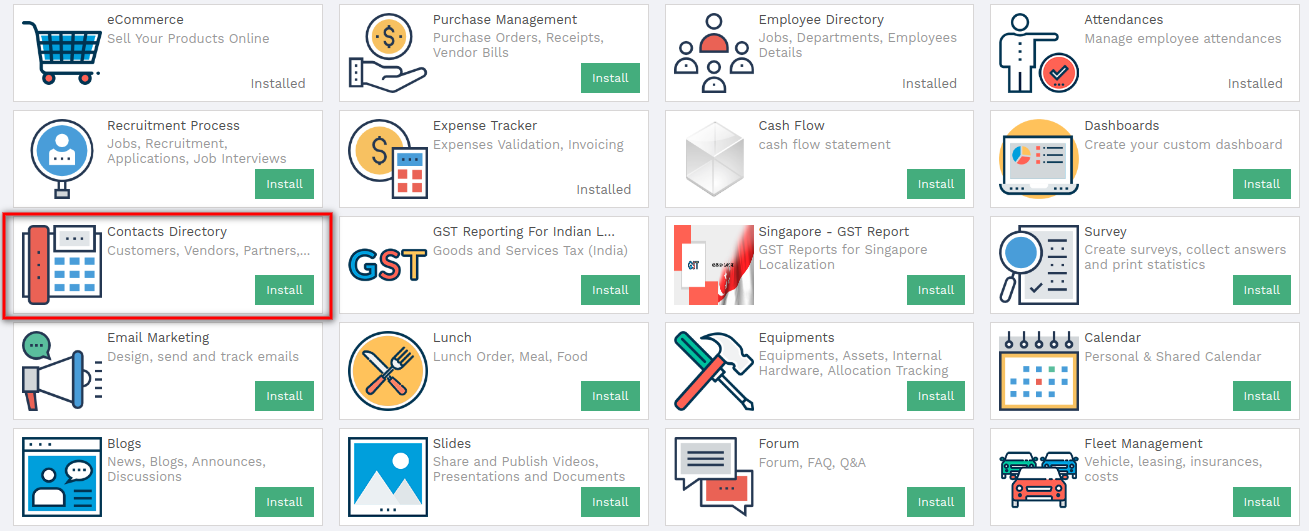 eCommerce
Sell Your Products Online
Installed
Purchase Management
Purchase Orders, Receipts,
Vendor Bills
Install
Employee Directory
Jobs, Departments, Employees
Details
Installed
Attendances
Manage employee attendances
Installed
Recruitment Process
Jobs, Recruitment,
Applications, Job Interviews
Install
Expense Tracker
Expenses Validation, Invoicing
Installed
Cash Flow
cash flow statement
Install
Dashboards
Create your custom dashboard
Install
Contacts Directory
Customers, Vendors, Partners,...
Install
GST
GST Reporting For Indian L...
Goods and Services Tax (India)
Install
GST
Singapore - GST Report
GST Reports for Singapore
Localization
Install
Survey
Create surveys, collect answers
and print statistics
Install
Email Marketing
Design, send and track emails
Install
Lunch
Lunch Order, Meal, Food
Install
Equipments
Equipments, Assets, Internal
Hardware, Allocation Tracking
Install
Calendar
Personal & Shared Calendar
Install
Blogs
News, Blogs, Announces,
Discussions
Install
Slides
Share and Publish Videos,
Presentations and Documents
Install
Forum
Forum, FAQ, Q&A
Install
Fleet Management
Vehicle, leasing, insurances,
costs
Install